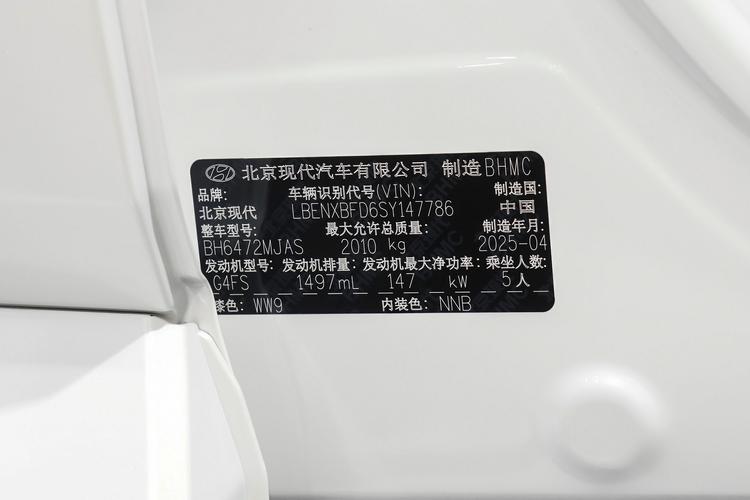 北京现代汽车有限公司 制造 BHMC
品牌: 车辆识别代号(VIN): 制造国:
北京现代 LBENXBFD6SY147786 中国
整车型号: 最大允许总质量: 制造年月:
BH6472MJAS 2010 kg 2025-04
发动机型号: 发动机排量: 发动机最大净功率: 乘坐人数:
G4FS 1497mL 147 kW 5人
漆色: WW9 内装色: NNB